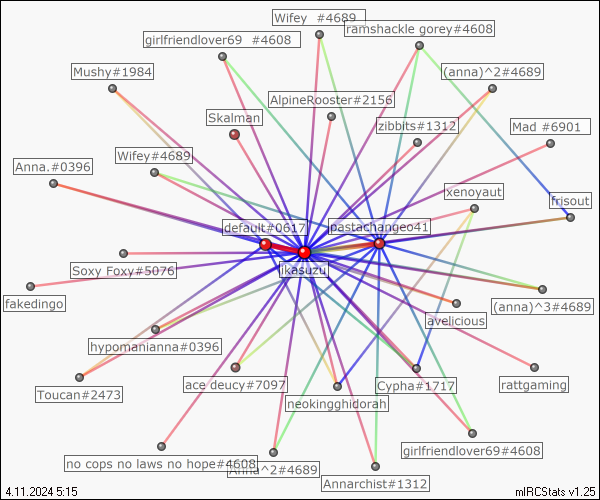 Wifey  #4689
ramshackle gorey#4608
girlfriendlover69  #4608
Mushy#1984
(anna)^2#4689
AlpineRooster#2156
Skalman
zibbits#1312
Mad #6901
Wifey#4689
Anna.#0396
xenoyaut
frisout
default#0617
pastachangeo41
Soxy Foxy#5076
ikasuzu
fakedingo
(anna)^3#4689
avelicious
hypomanianna#0396
ace deucy#7097
Cypha#1717
rattgaming
Toucan#2473
neokingghidorah
girlfriendlover69#4608
no cops no laws no hope#4608
Anna^2#4689
Annarchist#1312
4.11.2024 5:15
mIRCStats v1.25